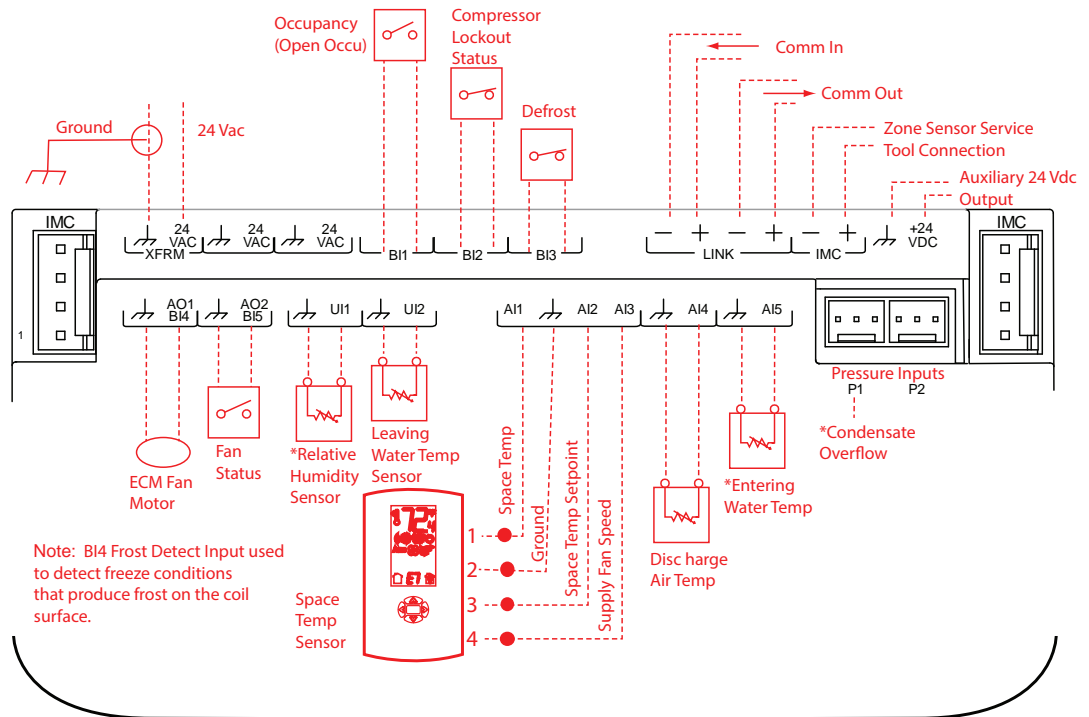 Occupancy
(Open Occu)
Compressor
Lockout
Status
Defrost
Comm In
Comm Out
Zone Sensor Service
Tool Connection
Auxiliary 24 Vdc
Output
Ground
24 Vac
IMC
24
VAC
XFRM
24
VAC
24
VAC
BI1
BI2
BI3
− + − +
LINK
− +
IMC
+24
VDC
IMC
1
AO1
BI4
AO2
BI5
UI1
UI2
AI1
AI2
AI3
AI4
AI5
Pressure Inputs
P1
P2
*Condensate
Overflow
ECM Fan
Motor
Fan
Status
*Relative
Humidity
Sensor
Leaving
Water Temp
Sensor
Space Temp
Ground
Space Temp Setpoint
Supply Fan Speed
*Entering
Water Temp
Disc harge
Air Temp
Note: BI4 Frost Detect Input used
to detect freeze conditions
that produce frost on the coil
surface.
Space
Temp
Sensor
72
1
2
3
4